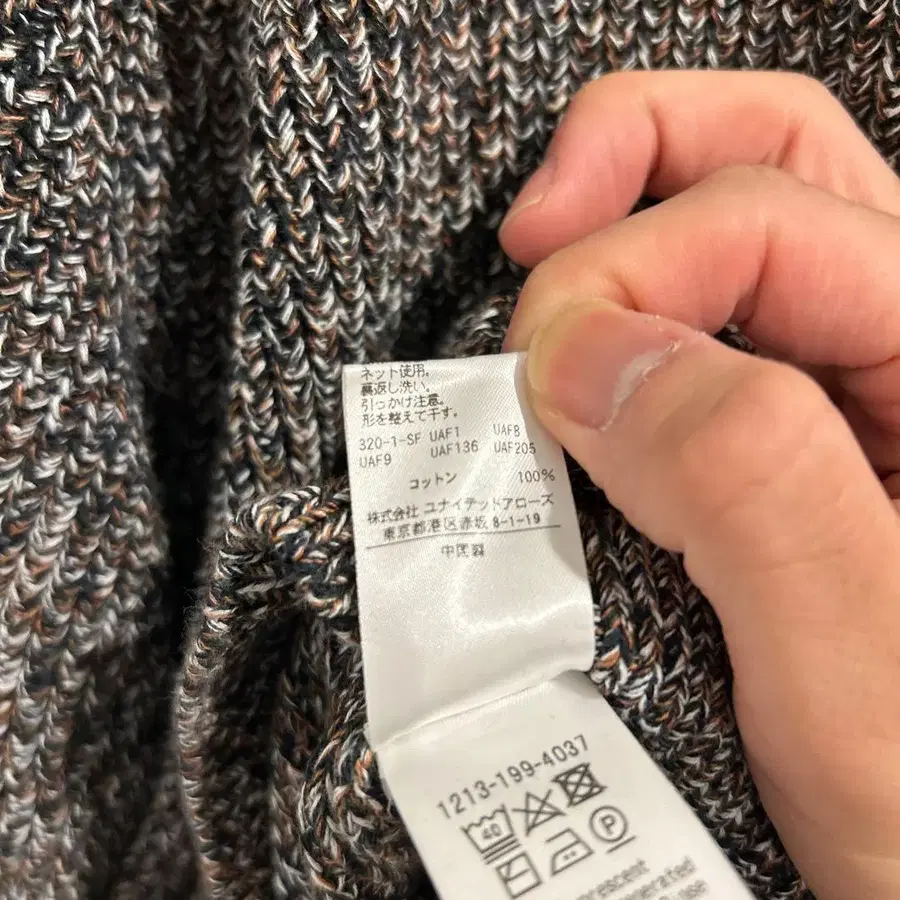 ネット使用。
裏返し洗い。
引っかけ注意。
形を整えて干す。
320-1-SF UAF1 UAF8
UAF9 UAF136 UAF205
コットン 100%
株式会社 ユナイテッドアローズ
東京都港区赤坂 8-1-19
中国製
1213-199-4037
40
P
use